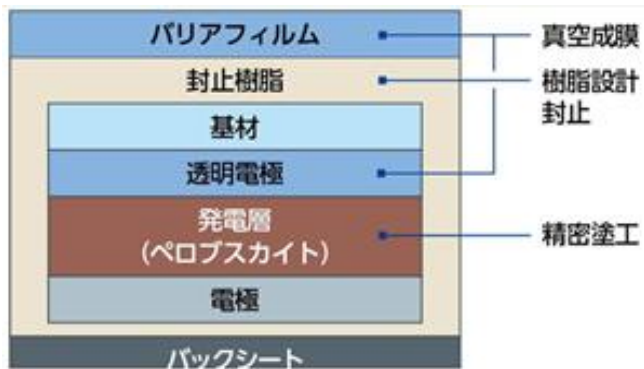 バリアフィルム
真空成膜
封止樹脂
樹脂設計
封止
基材
透明電極
発電層
(ペロブスカイト)
精密塗工
電極
バックシート